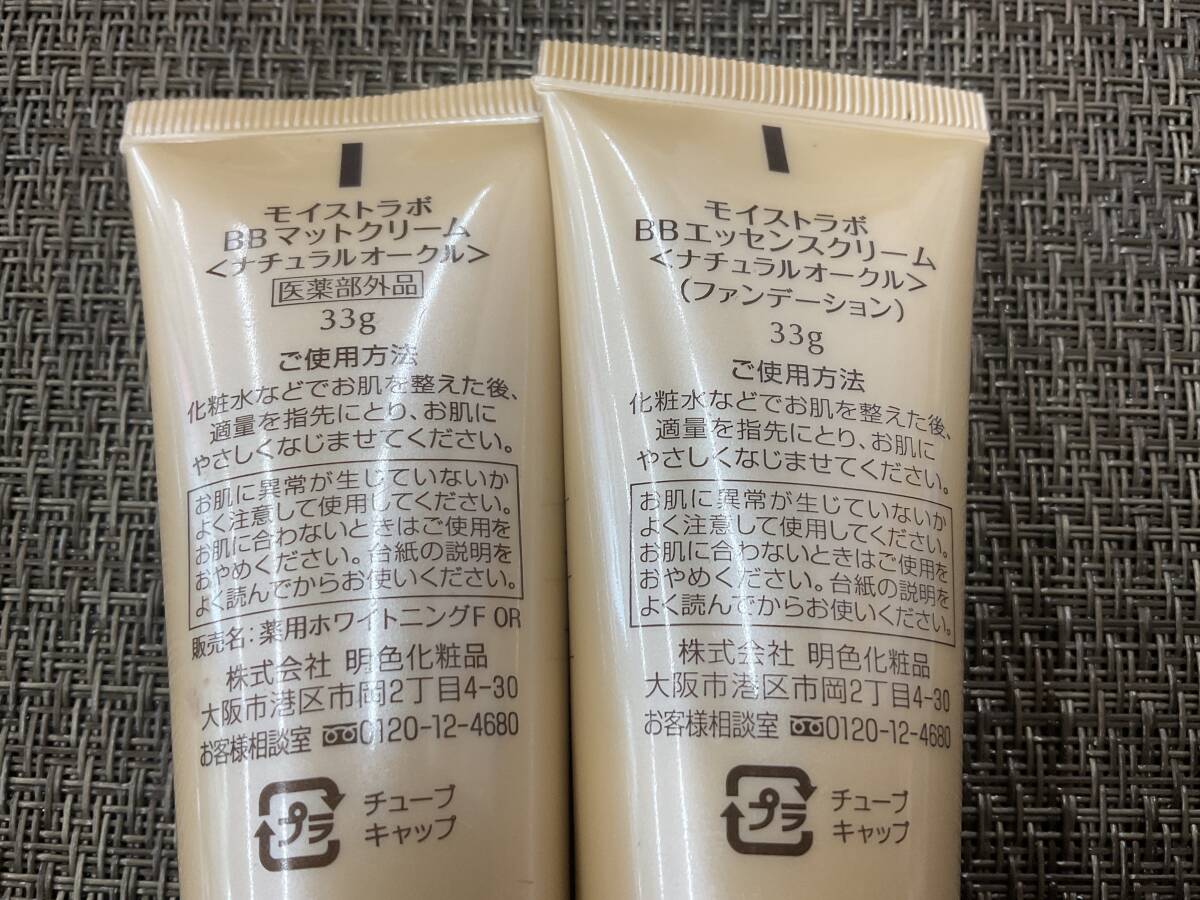 モイストラボ
BBマットクリーム
<ナチュラルオークル>
医薬部外品
33g
ご使用方法
化粧水などでお肌を整えた後、
適量を指先にとり、お肌に
やさしくなじませてください。
お肌に異常が生じていないか
よく注意して使用してください。
お肌に合わないときはご使用を
おやめください。台紙の説明を
よく読んでからお使いください。
販売名：薬用ホワイトニングF OR
株式会社 明色化粧品
大阪市港区市岡2丁目4-30
お客様相談室 0120-12-4680
プラ
チューブ
キャップ
モイストラボ
BBエッセンスクリーム
<ナチュラルオークル>
(ファンデーション)
33g
ご使用方法
化粧水などでお肌を整えた後、
適量を指先にとり、お肌に
やさしくなじませてください。
お肌に異常が生じていないか
よく注意して使用してください。
お肌に合わないときはご使用を
おやめください。台紙の説明を
よく読んでからお使いください。
株式会社 明色化粧品
大阪市港区市岡2丁目4-30
お客様相談室 0120-12-4680
プラ
チューブ
キャップ